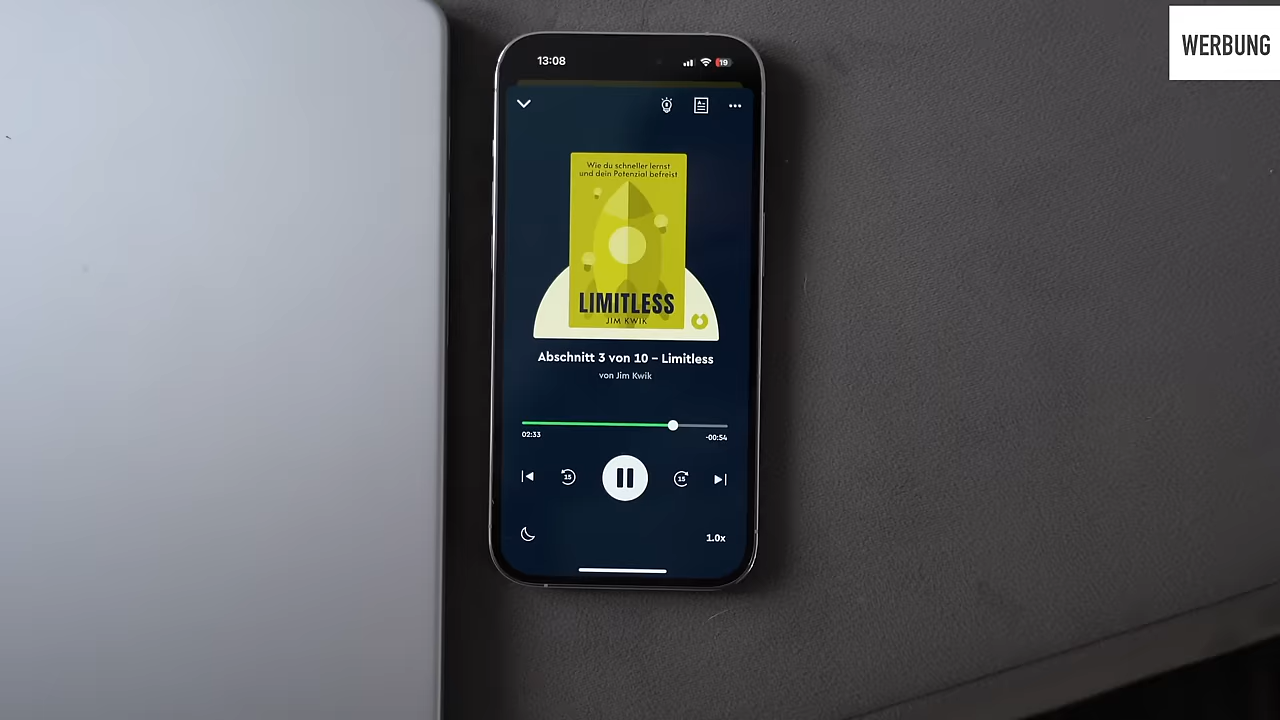 WERBUNG
13:08
19
Wie du schneller lernst
und dein Potenzial befreist
LIMITLESS
JIM KWIK
Abschnitt 3 von 10 – Limitless
von Jim Kwik
02:33
-00:54
15
15
1.0x